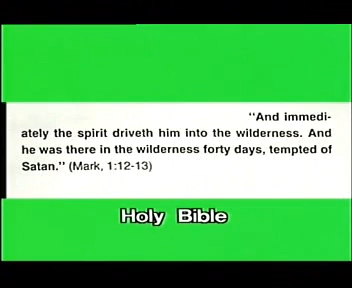 "And immedi-
ately the spirit driveth him into the wilderness. And
he was there in the wilderness forty days, tempted of
Satan." (Mark, 1:12-13)
Holy Bible